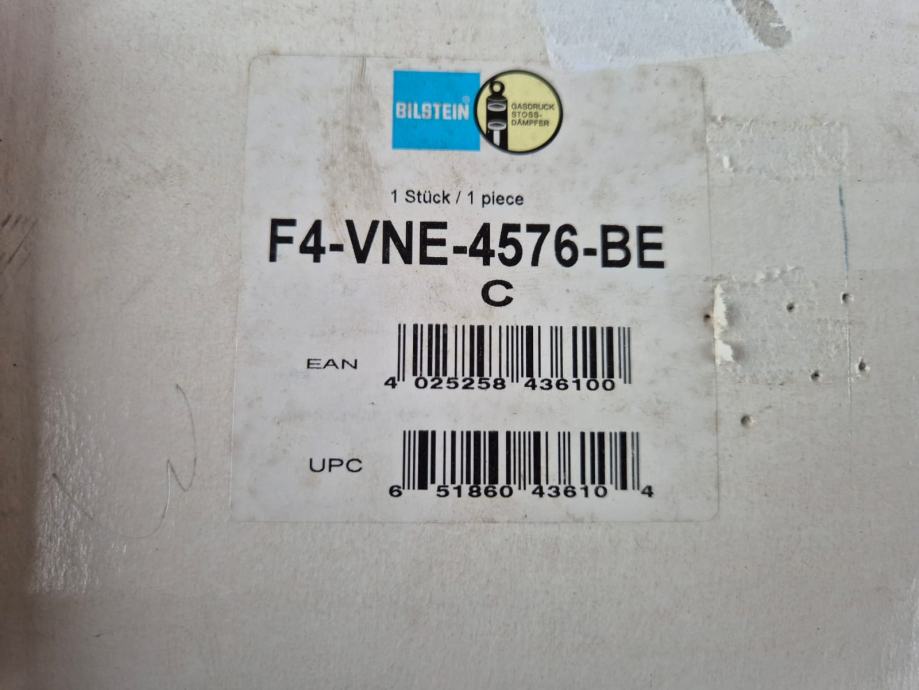 BILSTEIN®
GASDRUCK
STOSS-
DÄMPFER
1 Stück / 1 piece
F4-VNE-4576-BE
C
EAN
4 025258 436100
UPC
6 51860 43610 4